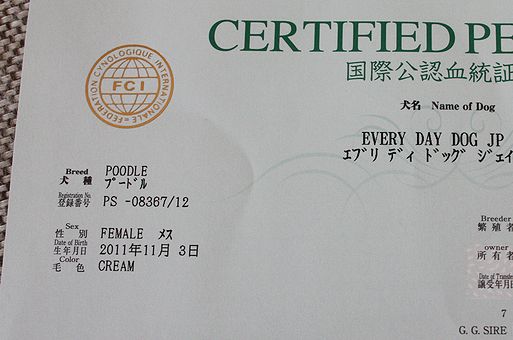 CERTIFIED PE
国際公認血統証
FEDERATION CYNOLOGIQUE INTERNATIONALE
FCI
犬名 Name of Dog
EVERY DAY DOG JP
エブリ ディ ドッグ ジェイ
Breed
犬種 POODLE
プードル
Registration No.
登録番号 PS -08367/12
Sex
性別 FEMALE メス
Date of Birth
生年月日 2011年11月 3日
Color
毛色 CREAM
Breeder
繁殖者
owner
所有者
Date of Transfer
譲受年月日
7
G. G. SIRE